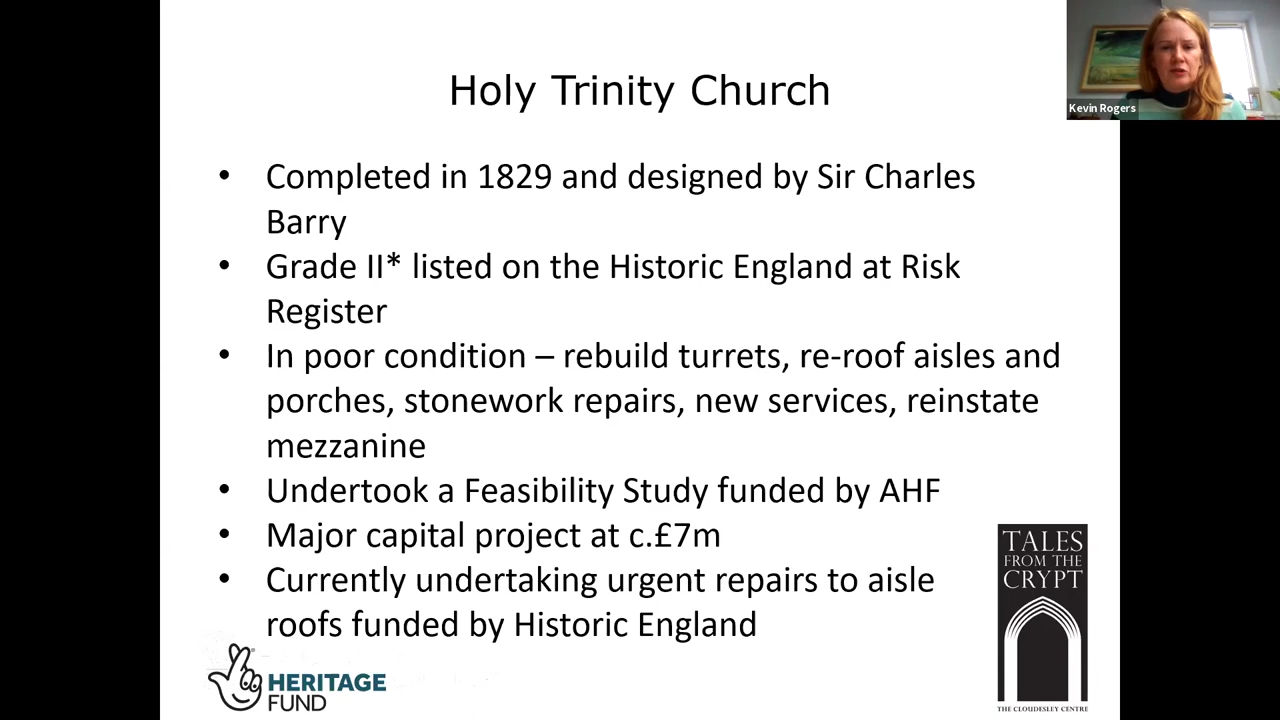 Holy Trinity Church
Kevin Rogers
• Completed in 1829 and designed by Sir Charles
Barry
• Grade II* listed on the Historic England at Risk
Register
• In poor condition – rebuild turrets, re-roof aisles and
porches, stonework repairs, new services, reinstate
mezzanine
• Undertook a Feasibility Study funded by AHF
• Major capital project at c.£7m
• Currently undertaking urgent repairs to aisle
roofs funded by Historic England
HERITAGE
FUND
TALES
FROM THE
CRYPT
THE CLOUDESLEY CENTRE